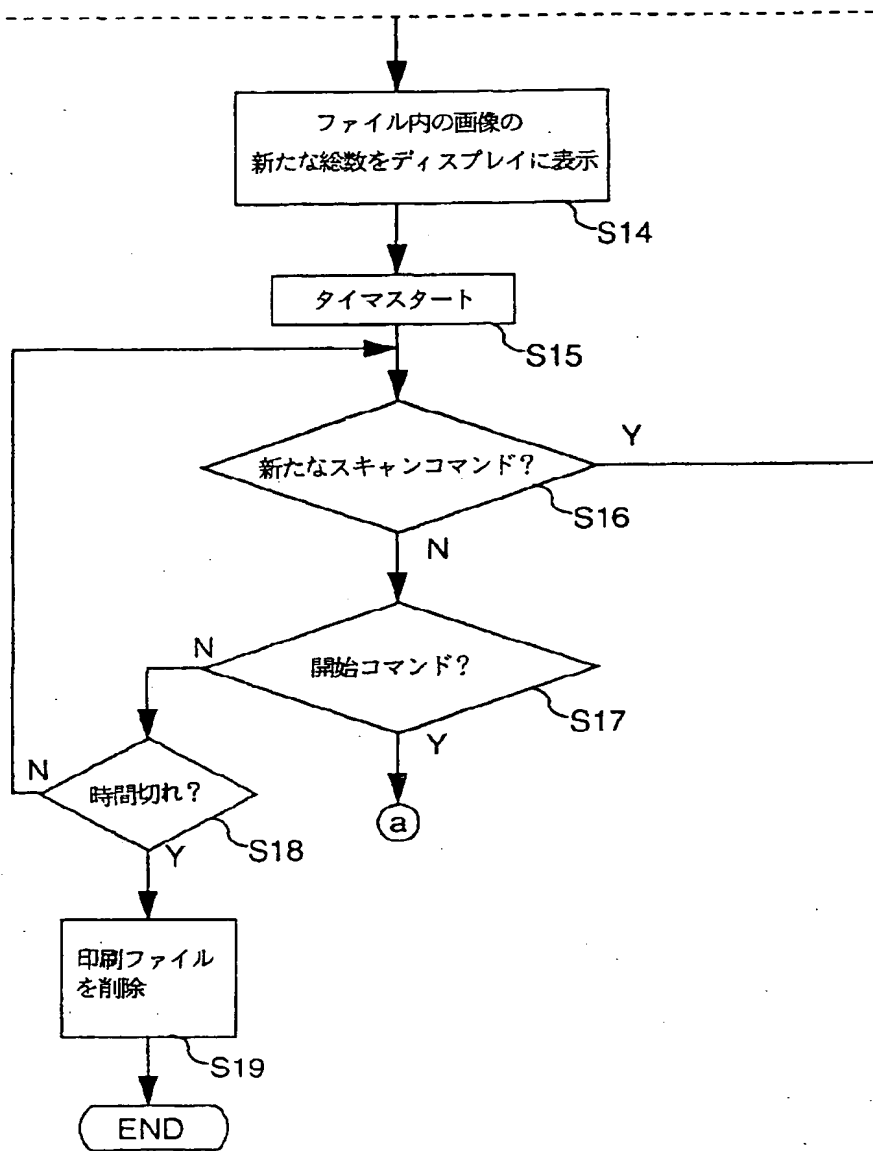 ファイル内の画像の
新たな総数をディスプレイに表示
S14
タイマスタート
S15
新たなスキャンコマンド?
Y
S16
N
開始コマンド?
N
S17
Y
a
時間切れ?
N
S18
Y
印刷ファイル
を削除
S19
END